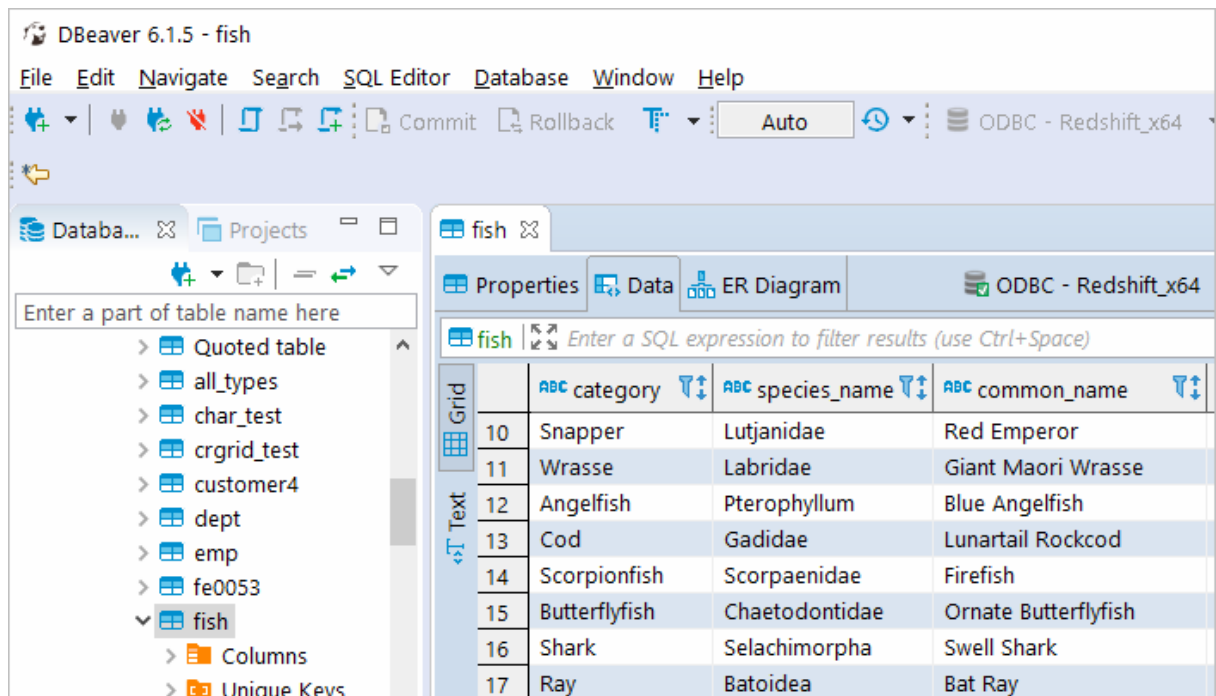 DBeaver 6.1.5 - fish
File Edit Navigate Search SQL Editor Database Window Help
Commit Rollback Auto ODBC - Redshift_x64
Databa... Projects
Enter a part of table name here
Quoted table
all_types
char_test
crgrid_test
customer4
dept
emp
fe0053
fish
Columns
Unique Keys
fish
Properties Data ER Diagram ODBC - Redshift_x64
fish Enter a SQL expression to filter results (use Ctrl+Space)
Grid
Text
ABC category ABC species_name ABC common_name
10 Snapper Lutjanidae Red Emperor
11 Wrasse Labridae Giant Maori Wrasse
12 Angelfish Pterophyllum Blue Angelfish
13 Cod Gadidae Lunartail Rockcod
14 Scorpionfish Scorpaenidae Firefish
15 Butterflyfish Chaetodontidae Ornate Butterflyfish
16 Shark Selachimorpha Swell Shark
17 Ray Batoidea Bat Ray